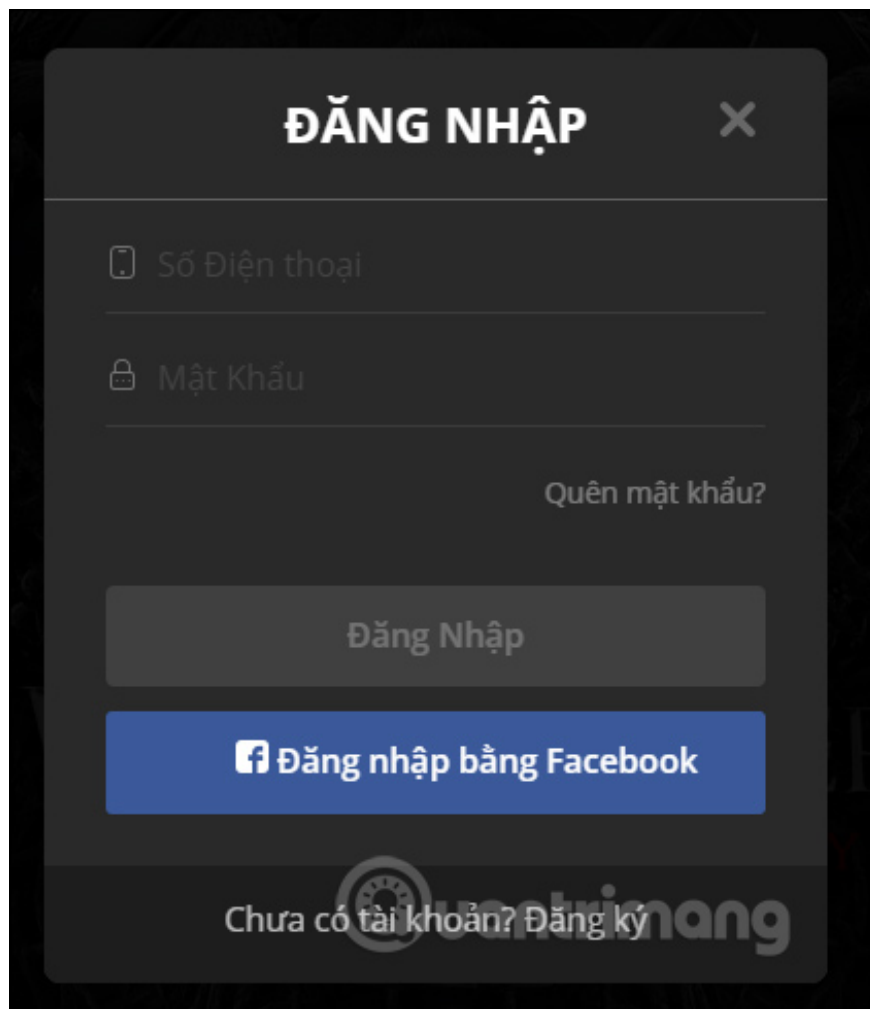 ĐĂNG NHẬP
Số Điện thoại
Mật Khẩu
Quên mật khẩu?
Đăng Nhập
Đăng nhập bằng Facebook
Chưa có tài khoản? Đăng ký
Quantrimang